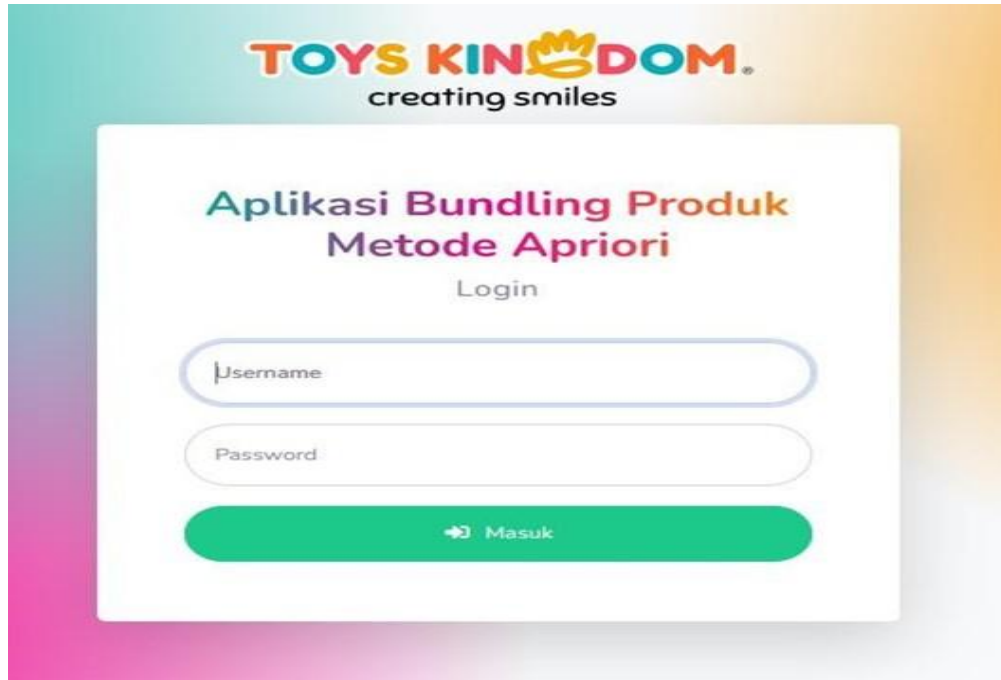 TOYS KINGDOM®
creating smiles
Aplikasi Bundling Produk
Metode Apriori
Login
Username
Password
Masuk